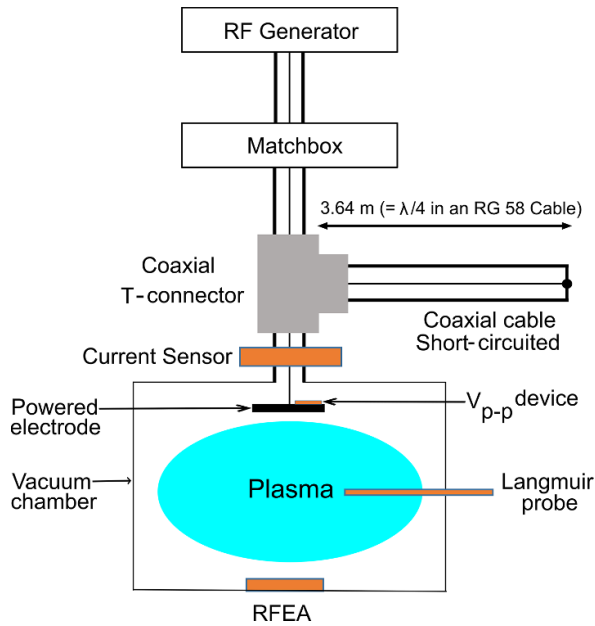 RF Generator
Matchbox
3.64 m (= λ/4 in an RG 58 Cable)
Coaxial
T-connector
Coaxial cable
Short-circuited
Current Sensor
Powered
electrode
Vp-p device
Vacuum
chamber
Plasma
Langmuir
probe
RFEA